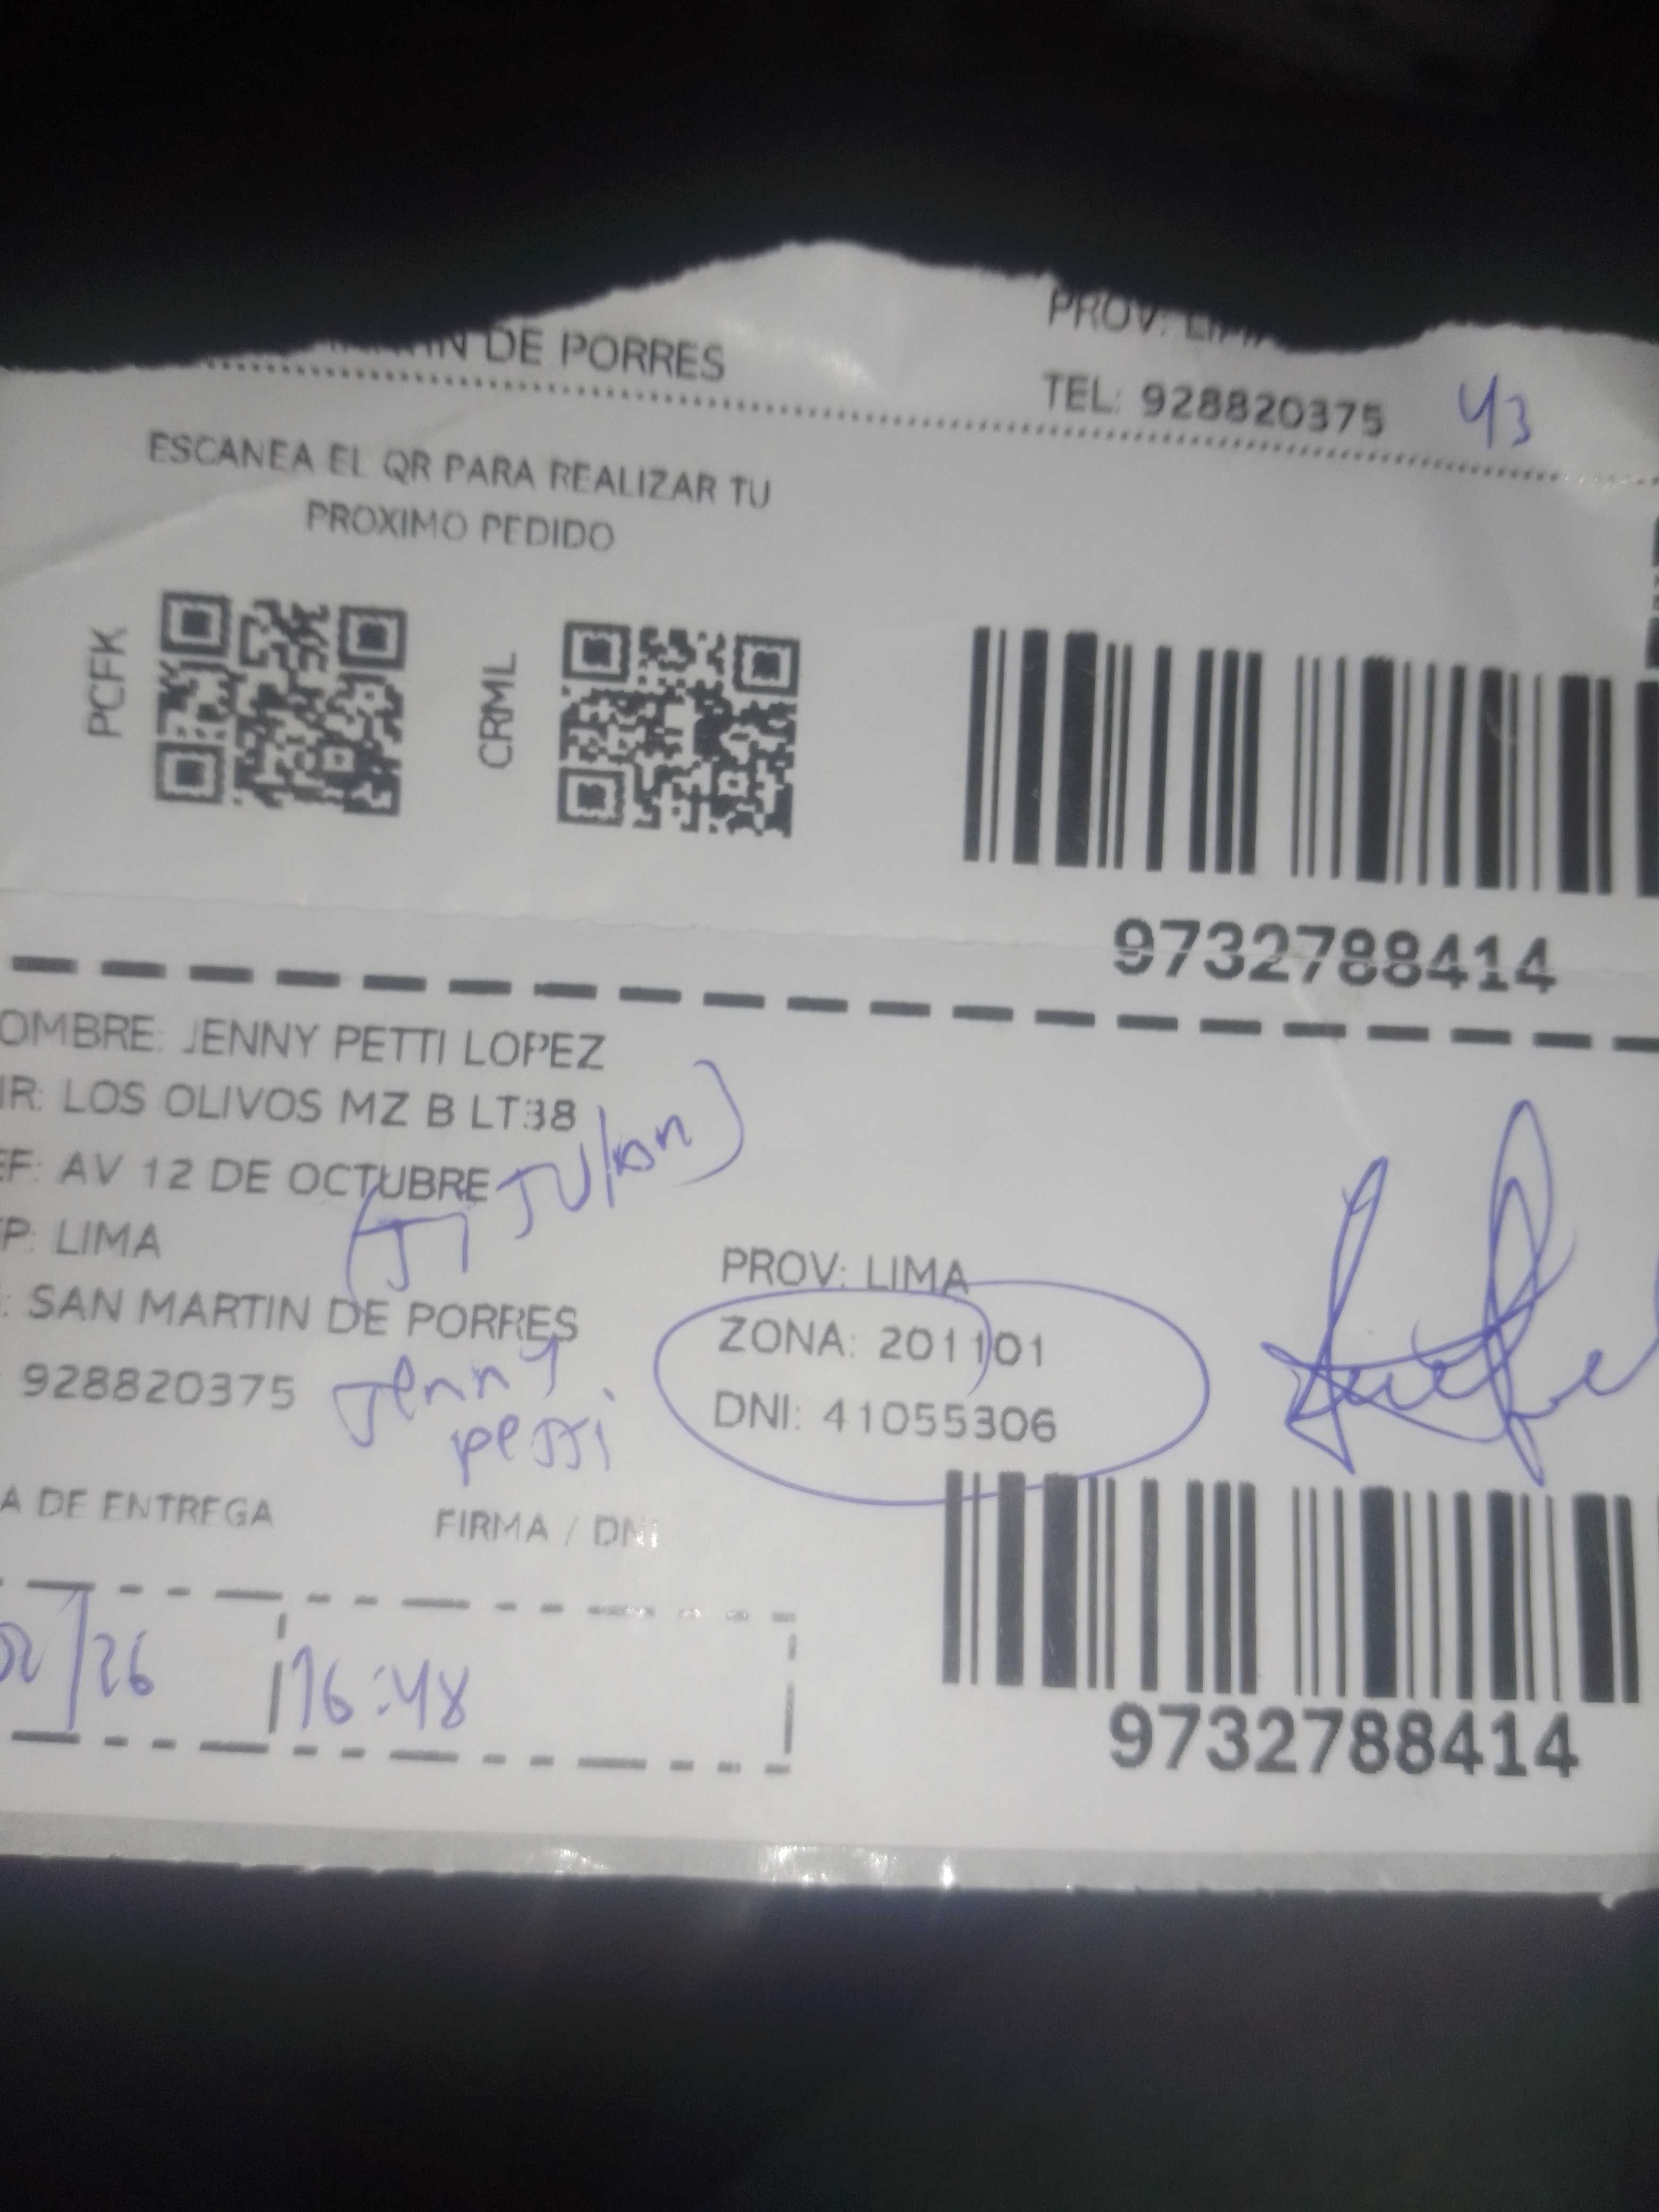 DE PORRES
PROV: LIMA
TEL: 928820375 43
ESCANEA EL QR PARA REALIZAR TU
PROXIMO PEDIDO
PCFK
CRML
9732788414
OMBRE: JENNY PETTI LOPEZ
IR: LOS OLIVOS MZ B LT38
EF: AV 12 DE OCTUBRE
P: LIMA
PROV: LIMA
: SAN MARTIN DE PORRES
ZONA: 201101
928820375 Jenny
DNI: 41055306
A DE ENTREGA
FIRMA / DNI
/26 16:48
9732788414